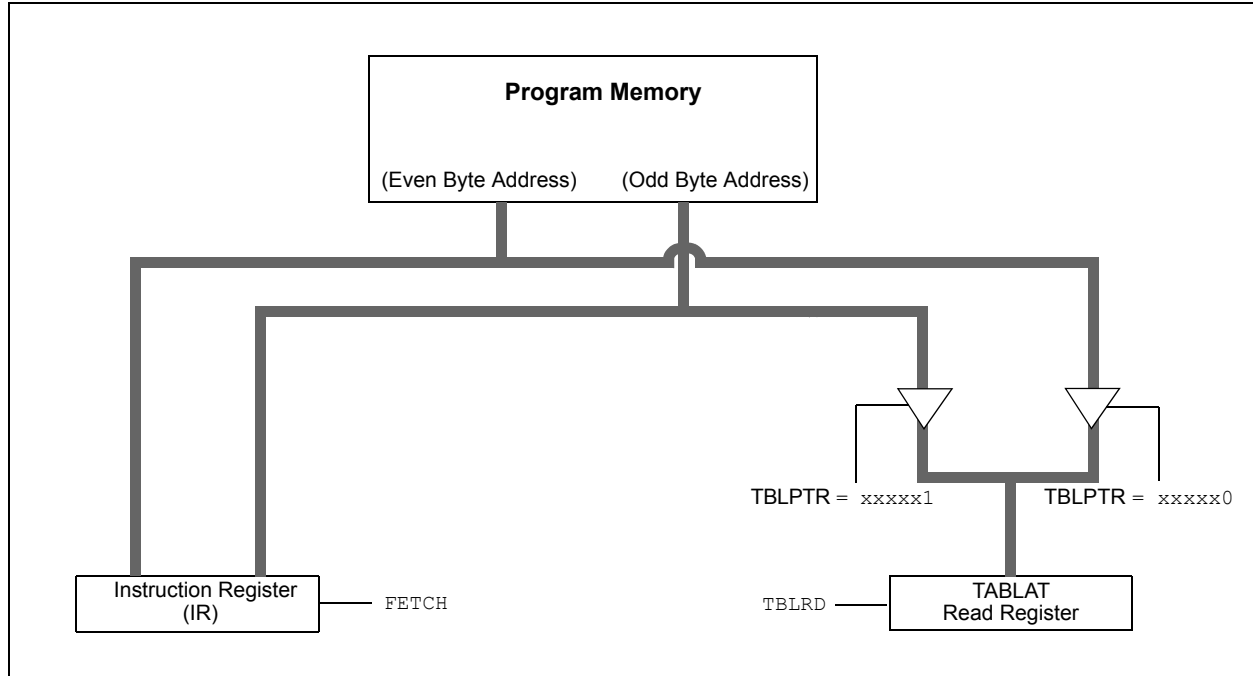 Program Memory
(Even Byte Address) (Odd Byte Address)
TBLPTR = xxxxx1 TBLPTR = xxxxx0
Instruction Register
(IR)
FETCH
TBLRD
TABLAT
Read Register